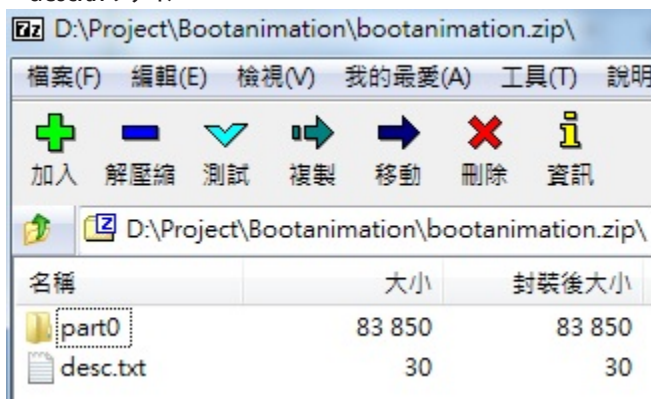 D:\Project\Bootanimation\bootanimation.zip\
檔案(F) 編輯(E) 檢視(V) 我的最愛(A) 工具(T) 說明
加入 解壓縮 測試 複製 移動 刪除 資訊
D:\Project\Bootanimation\bootanimation.zip\
名稱 大小 封裝後大小
part0 83 850 83 850
desc.txt 30 30